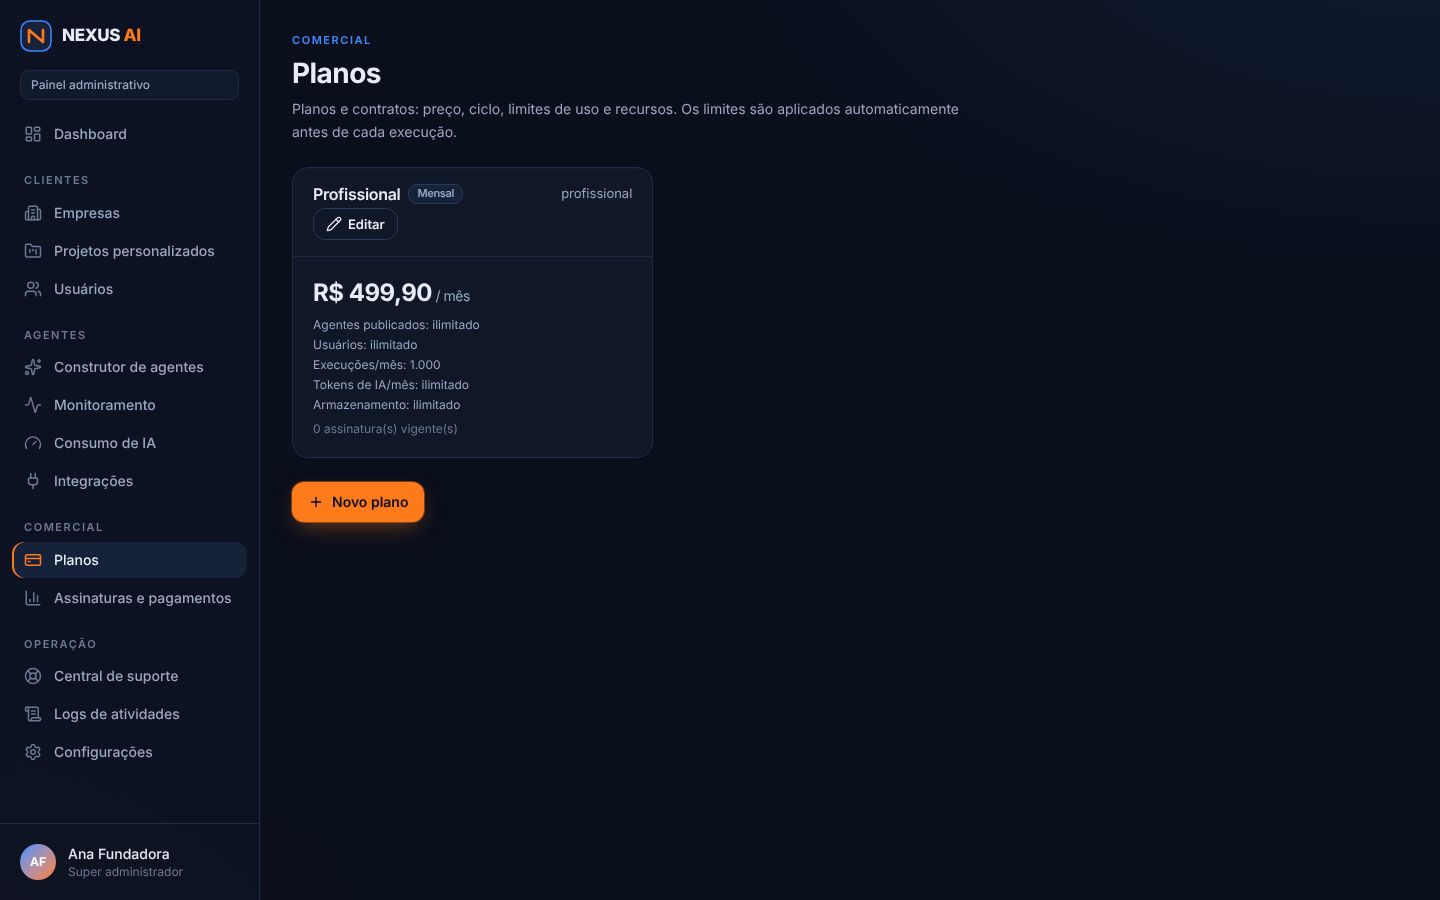 NEXUS AI
Painel administrativo
Dashboard
CLIENTES
Empresas
Projetos personalizados
Usuários
AGENTES
Construtor de agentes
Monitoramento
Consumo de IA
Integrações
COMERCIAL
Planos
Assinaturas e pagamentos
OPERAÇÃO
Central de suporte
Logs de atividades
Configurações
AF
Ana Fundadora
Super administrador
COMERCIAL
Planos
Planos e contratos: preço, ciclo, limites de uso e recursos. Os limites são aplicados automaticamente
antes de cada execução.
Profissional Mensal profissional
Editar
R$ 499,90 / mês
Agentes publicados: ilimitado
Usuários: ilimitado
Execuções/mês: 1.000
Tokens de IA/mês: ilimitado
Armazenamento: ilimitado
0 assinatura(s) vigente(s)
Novo plano